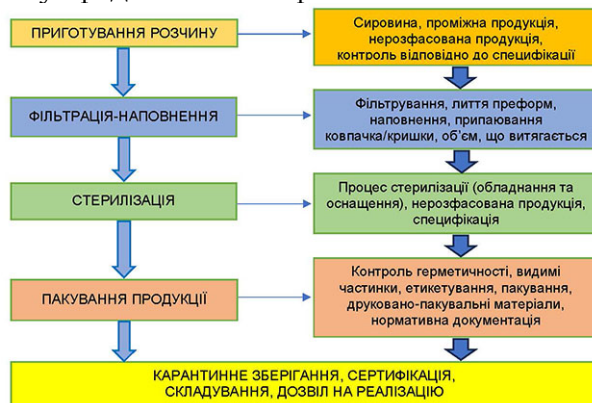 ПРИГОТУВАННЯ РОЗЧИНУ
Сировина, проміжна продукція,
нерозфасована продукція,
контроль відповідно до специфікації
ФІЛЬТРАЦІЯ-НАПОВНЕННЯ
Фільтрування, лиття преформ,
наповнення, припаювання
ковпачка/кришки, об’єм, що витягається
СТЕРИЛІЗАЦІЯ
Процес стерилізації (обладнання та
оснащення), нерозфасована продукція,
специфікація
ПАКУВАННЯ ПРОДУКЦІЇ
Контроль герметичності, видимі
частинки, етикетування, пакування,
друковано-пакувальні матеріали,
нормативна документація
КАРАНТИННЕ ЗБЕРІГАННЯ, СЕРТИФІКАЦІЯ,
СКЛАДУВАННЯ, ДОЗВІЛ НА РЕАЛІЗАЦІЮ